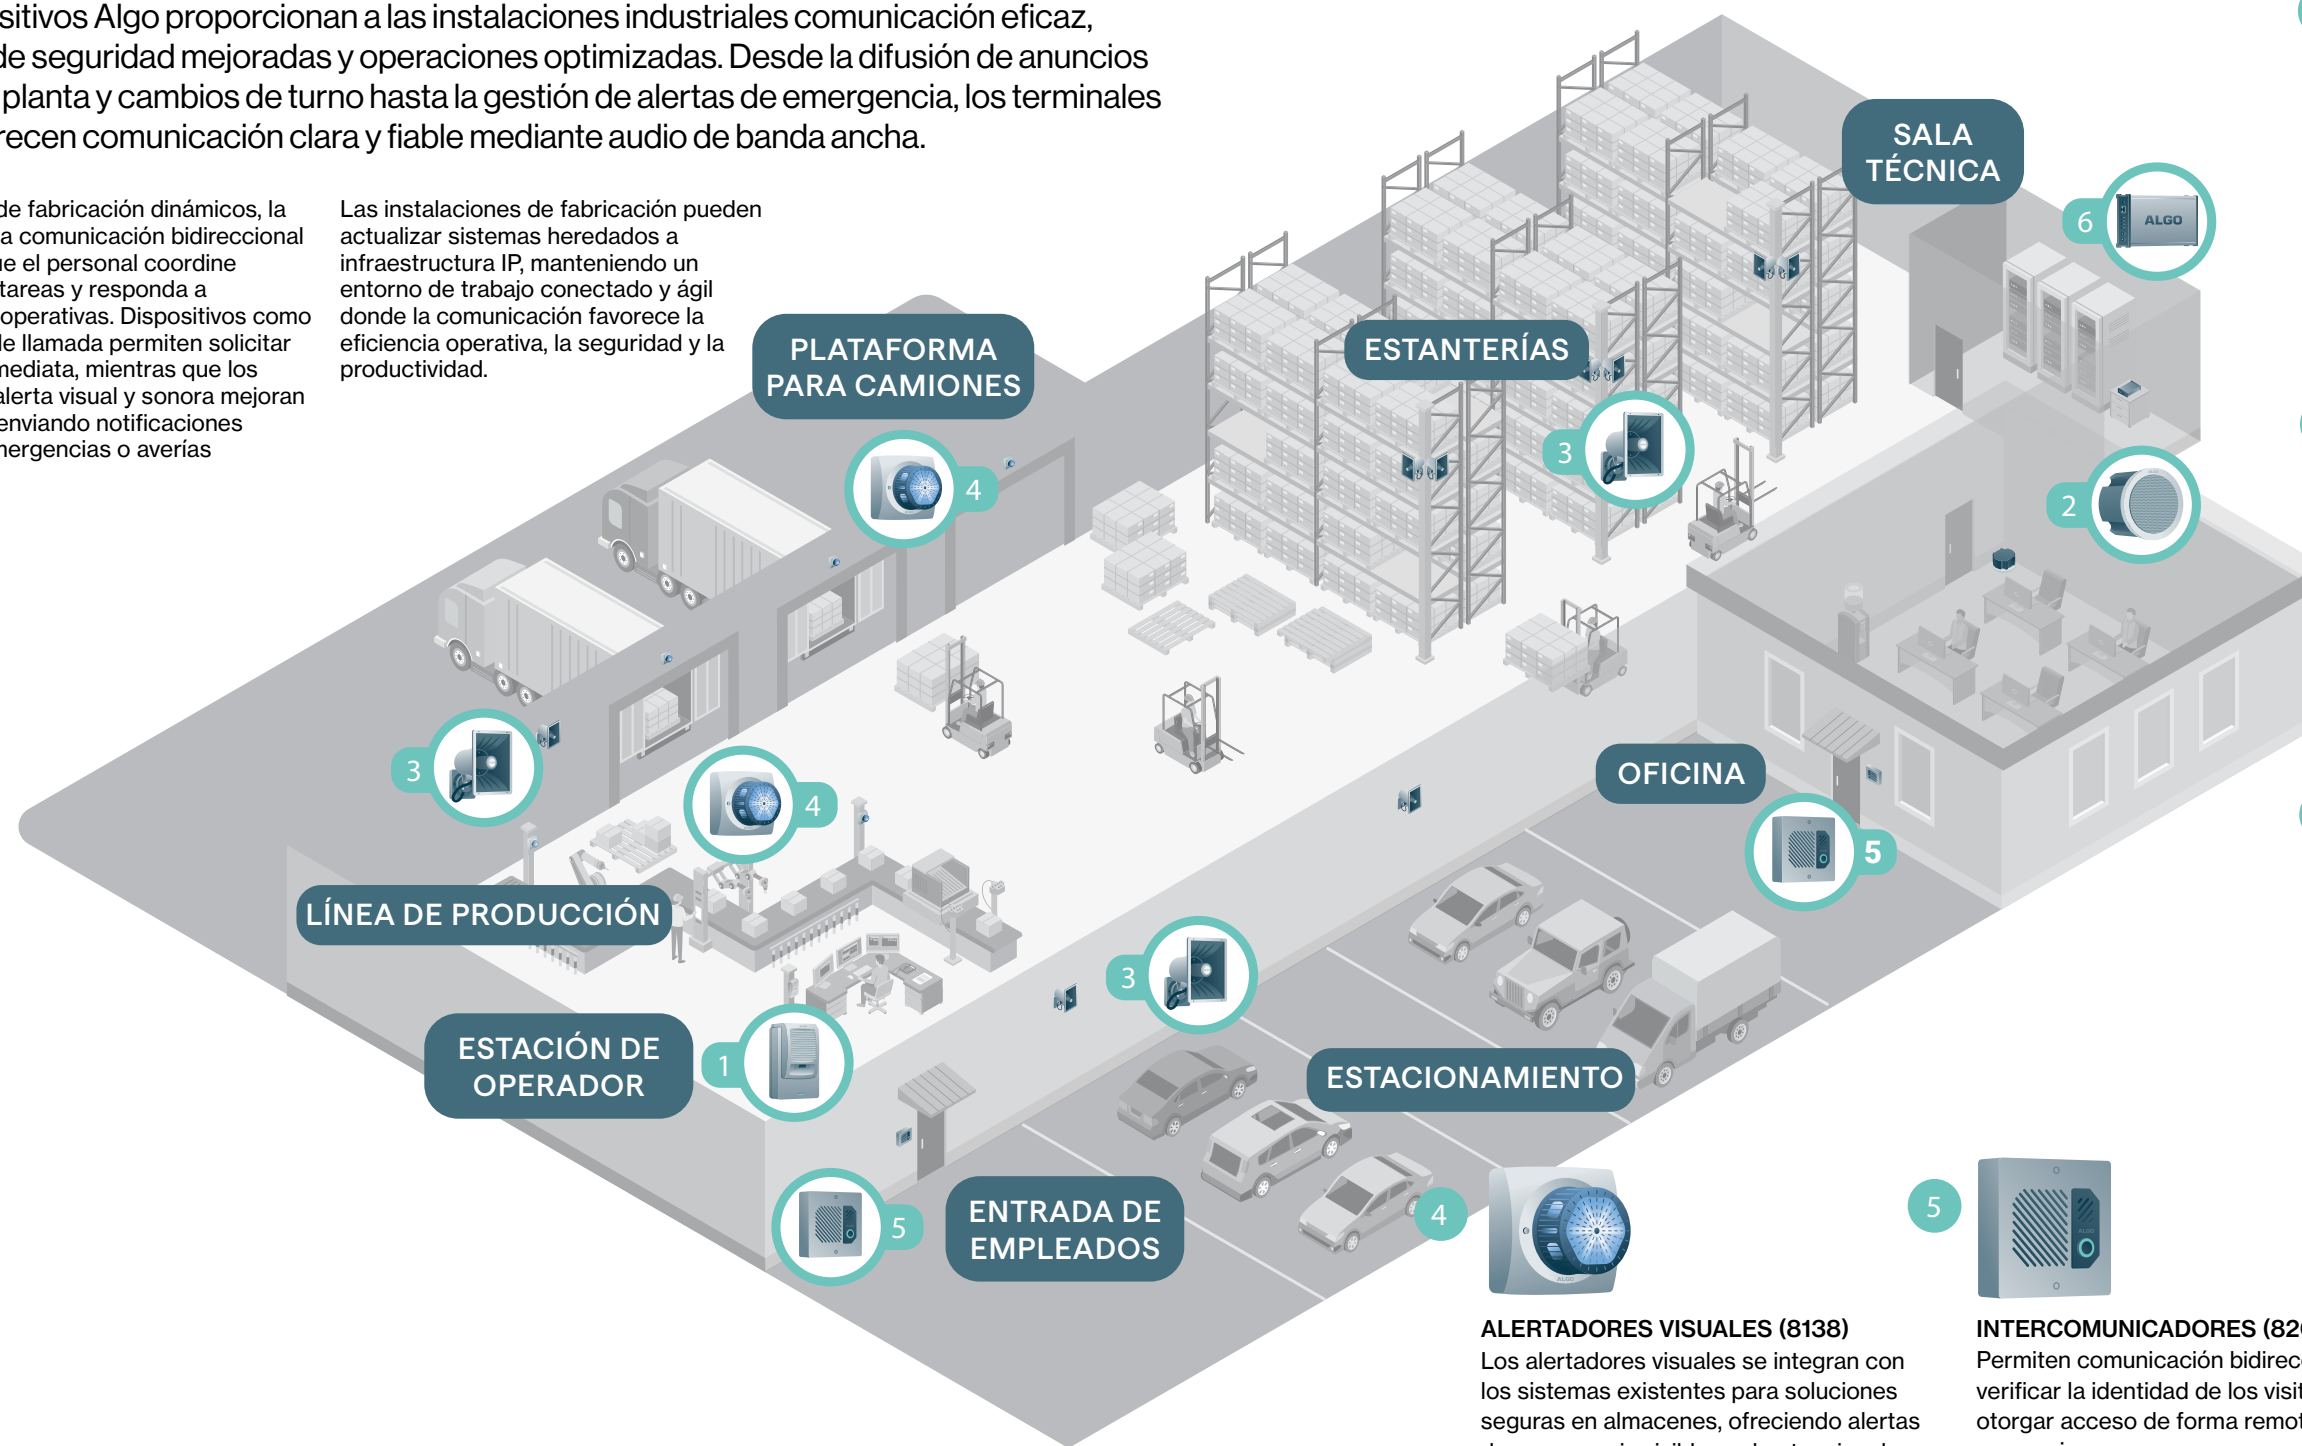 sitivos Algo proporcionan a las instalaciones industriales comunicación eficaz,
de seguridad mejoradas y operaciones optimizadas. Desde la difusión de anuncios
planta y cambios de turno hasta la gestión de alertas de emergencia, los terminales
recen comunicación clara y fiable mediante audio de banda ancha.
de fabricación dinámicos, la
a comunicación bidireccional
ue el personal coordine
tareas y responda a
operativas. Dispositivos como
de llamada permiten solicitar
mediata, mientras que los
alerta visual y sonora mejoran
enviando notificaciones
mergencias o averías
Las instalaciones de fabricación pueden
actualizar sistemas heredados a
infraestructura IP, manteniendo un
entorno de trabajo conectado y ágil
donde la comunicación favorece la
eficiencia operativa, la seguridad y la
productividad.
SALA
TÉCNICA
6
ALGO
PLATAFORMA
PARA CAMIONES
4
ESTANTERÍAS
3
2
3
4
OFICINA
5
LÍNEA DE PRODUCCIÓN
3
ESTACIÓN DE
OPERADOR
1
ESTACIONAMIENTO
5
ENTRADA DE
EMPLEADOS
4
ALGO
ALERTADORES VISUALES (8138)
Los alertadores visuales se integran con
los sistemas existentes para soluciones
seguras en almacenes, ofreciendo alertas
5
ALGO
INTERCOMUNICADORES (820
Permiten comunicación bidirec
verificar la identidad de los visit
otorgar acceso de forma remot